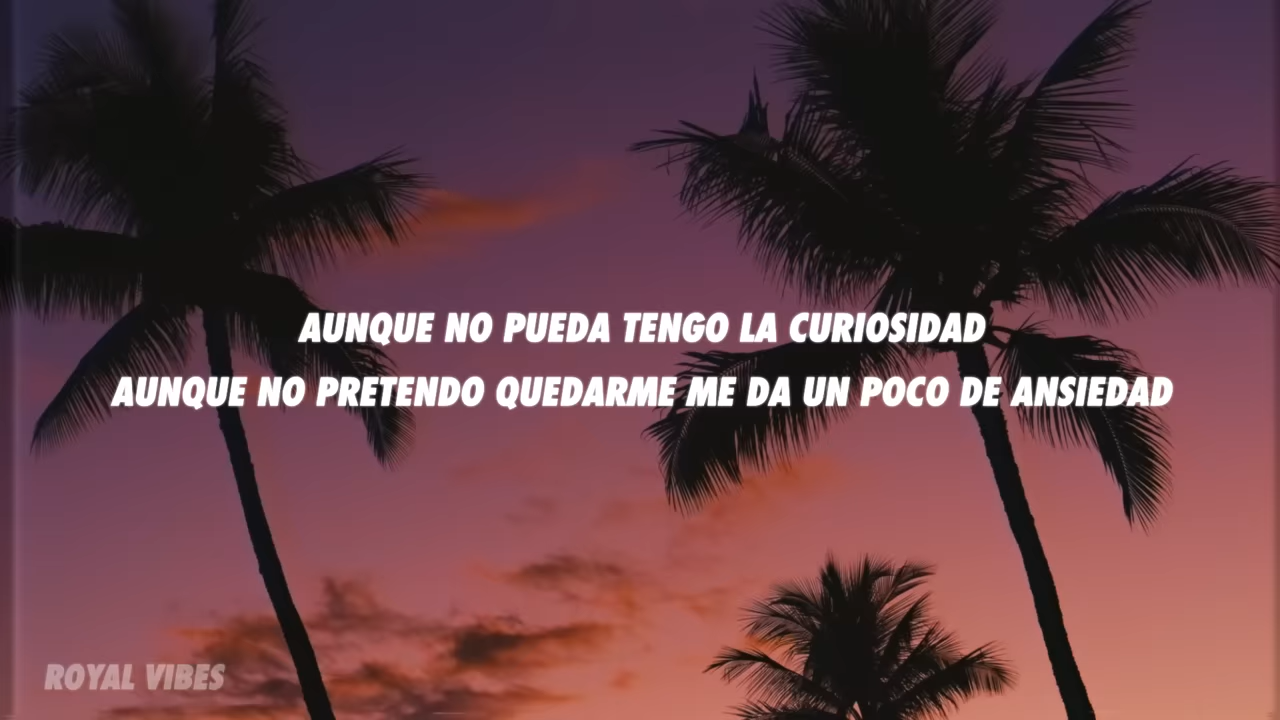 AUNQUE NO PUEDA TENGO LA CURIOSIDAD
AUNQUE NO PRETENDO QUEDARME ME DA UN POCO DE ANSIEDAD
ROYAL VIBES